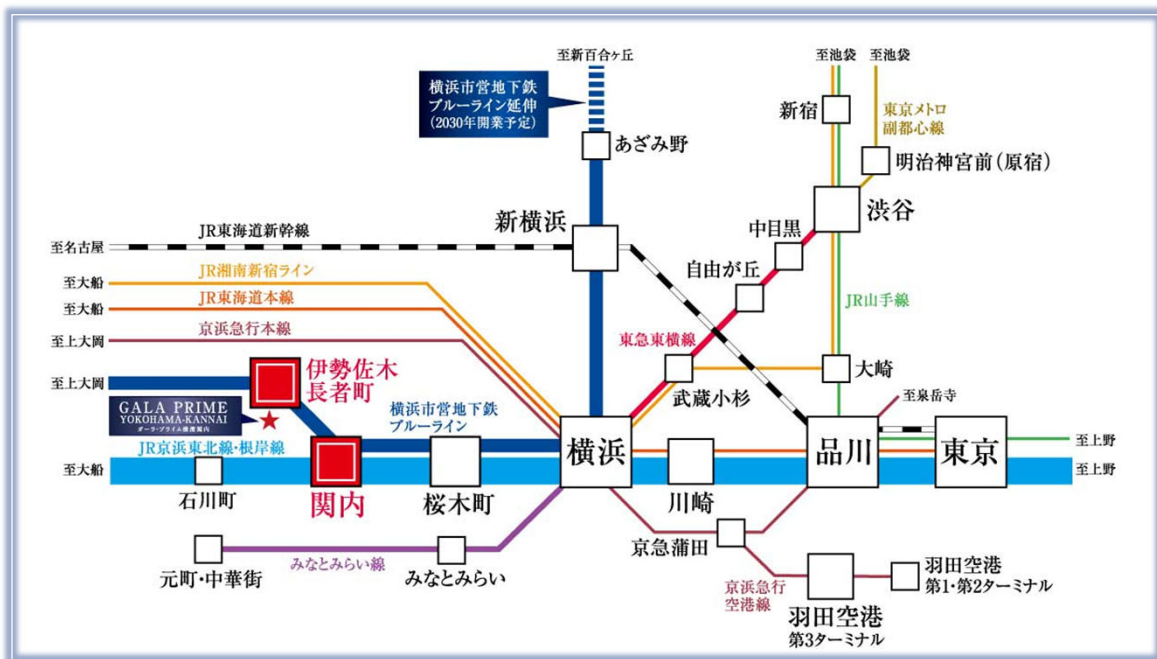 至新百合ヶ丘
至池袋
至池袋
横浜市営地下鉄
ブルーライン延伸
(2030年開業予定)
新宿
東京メトロ
副都心線
あざみ野
明治神宮前(原宿)
渋谷
新横浜
中目黒
JR東海道新幹線
至名古屋
自由が丘
JR湘南新宿ライン
至大船
JR東海道本線
至大船
JR山手線
京浜急行本線
至上大岡
東急東横線
伊勢佐木
長者町
大崎
至上大岡
武蔵小杉
至泉岳寺
GALA PRIME
YOKOHAMA-KANNAI
ガーラ・プライム横濱関内
横浜市営地下鉄
ブルーライン
JR京浜東北線・根岸線
横浜
品川
東京
至上野
至大船
至上野
石川町
関内
桜木町
川崎
京急蒲田
みなとみらい線
元町・中華街
みなとみらい
京浜急行
空港線
羽田空港
第1・第2ターミナル
羽田空港
第3ターミナル